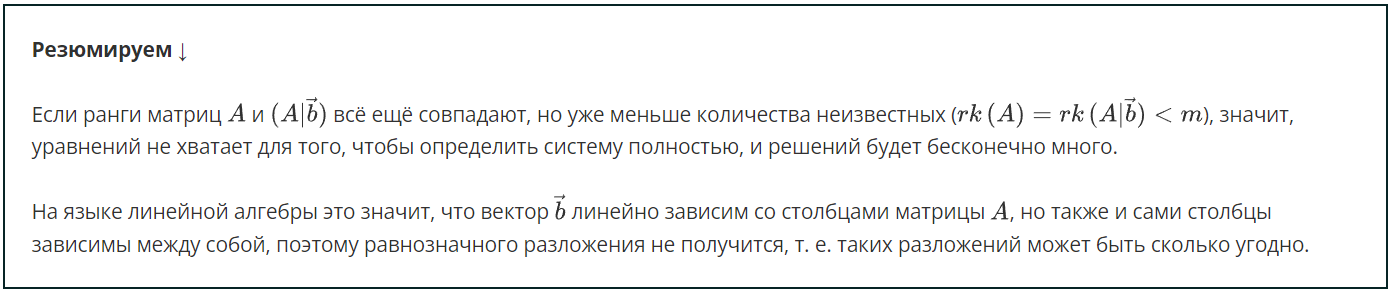 Резюмируем ↓
Если ранги матриц A и (A|b⃗) всё ещё совпадают, но уже меньше количества неизвестных (rk (A) = rk (A|b⃗) < m), значит,
уравнений не хватает для того, чтобы определить систему полностью, и решений будет бесконечно много.
На языке линейной алгебры это значит, что вектор b⃗ линейно зависим со столбцами матрицы A, но также и сами столбцы
зависимы между собой, поэтому равнозначного разложения не получится, т. е. таких разложений может быть сколько угодно.